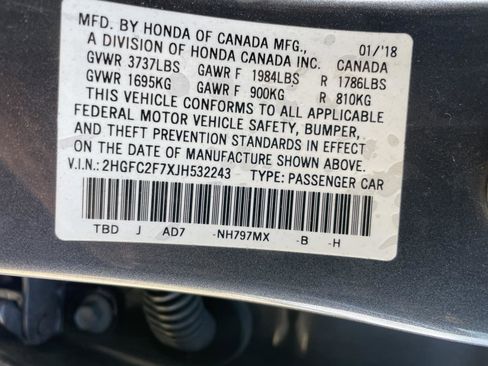 MFD. BY HONDA OF CANADA MFG., 01/'18
A DIVISION OF HONDA CANADA INC. CANADA
GVWR 3737LBS GAWR F 1984LBS R 1786LBS
GVWR 1695KG GAWR F 900KG R 810KG
THIS VEHICLE CONFORMS TO ALL APPLICABLE
FEDERAL MOTOR VEHICLE SAFETY, BUMPER,
AND THEFT PREVENTION STANDARDS IN EFFECT
ON THE DATE OF MANUFACTURE SHOWN ABOVE.
V.I.N.: 2HGFC2F7XJH532243 TYPE: PASSENGER CAR
TBD J AD7 -NH797MX -B -H